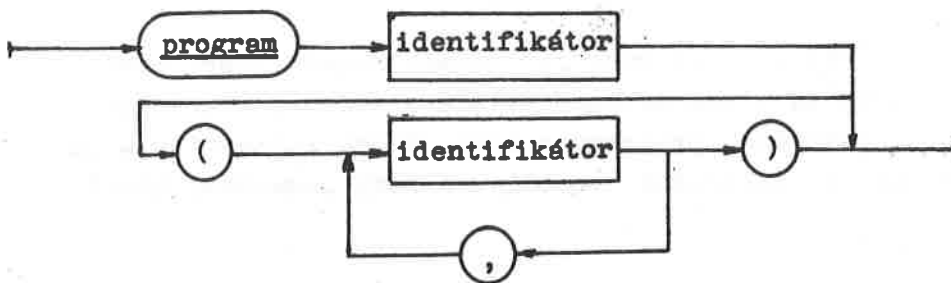 program identifikátor
( identifikátor )
,